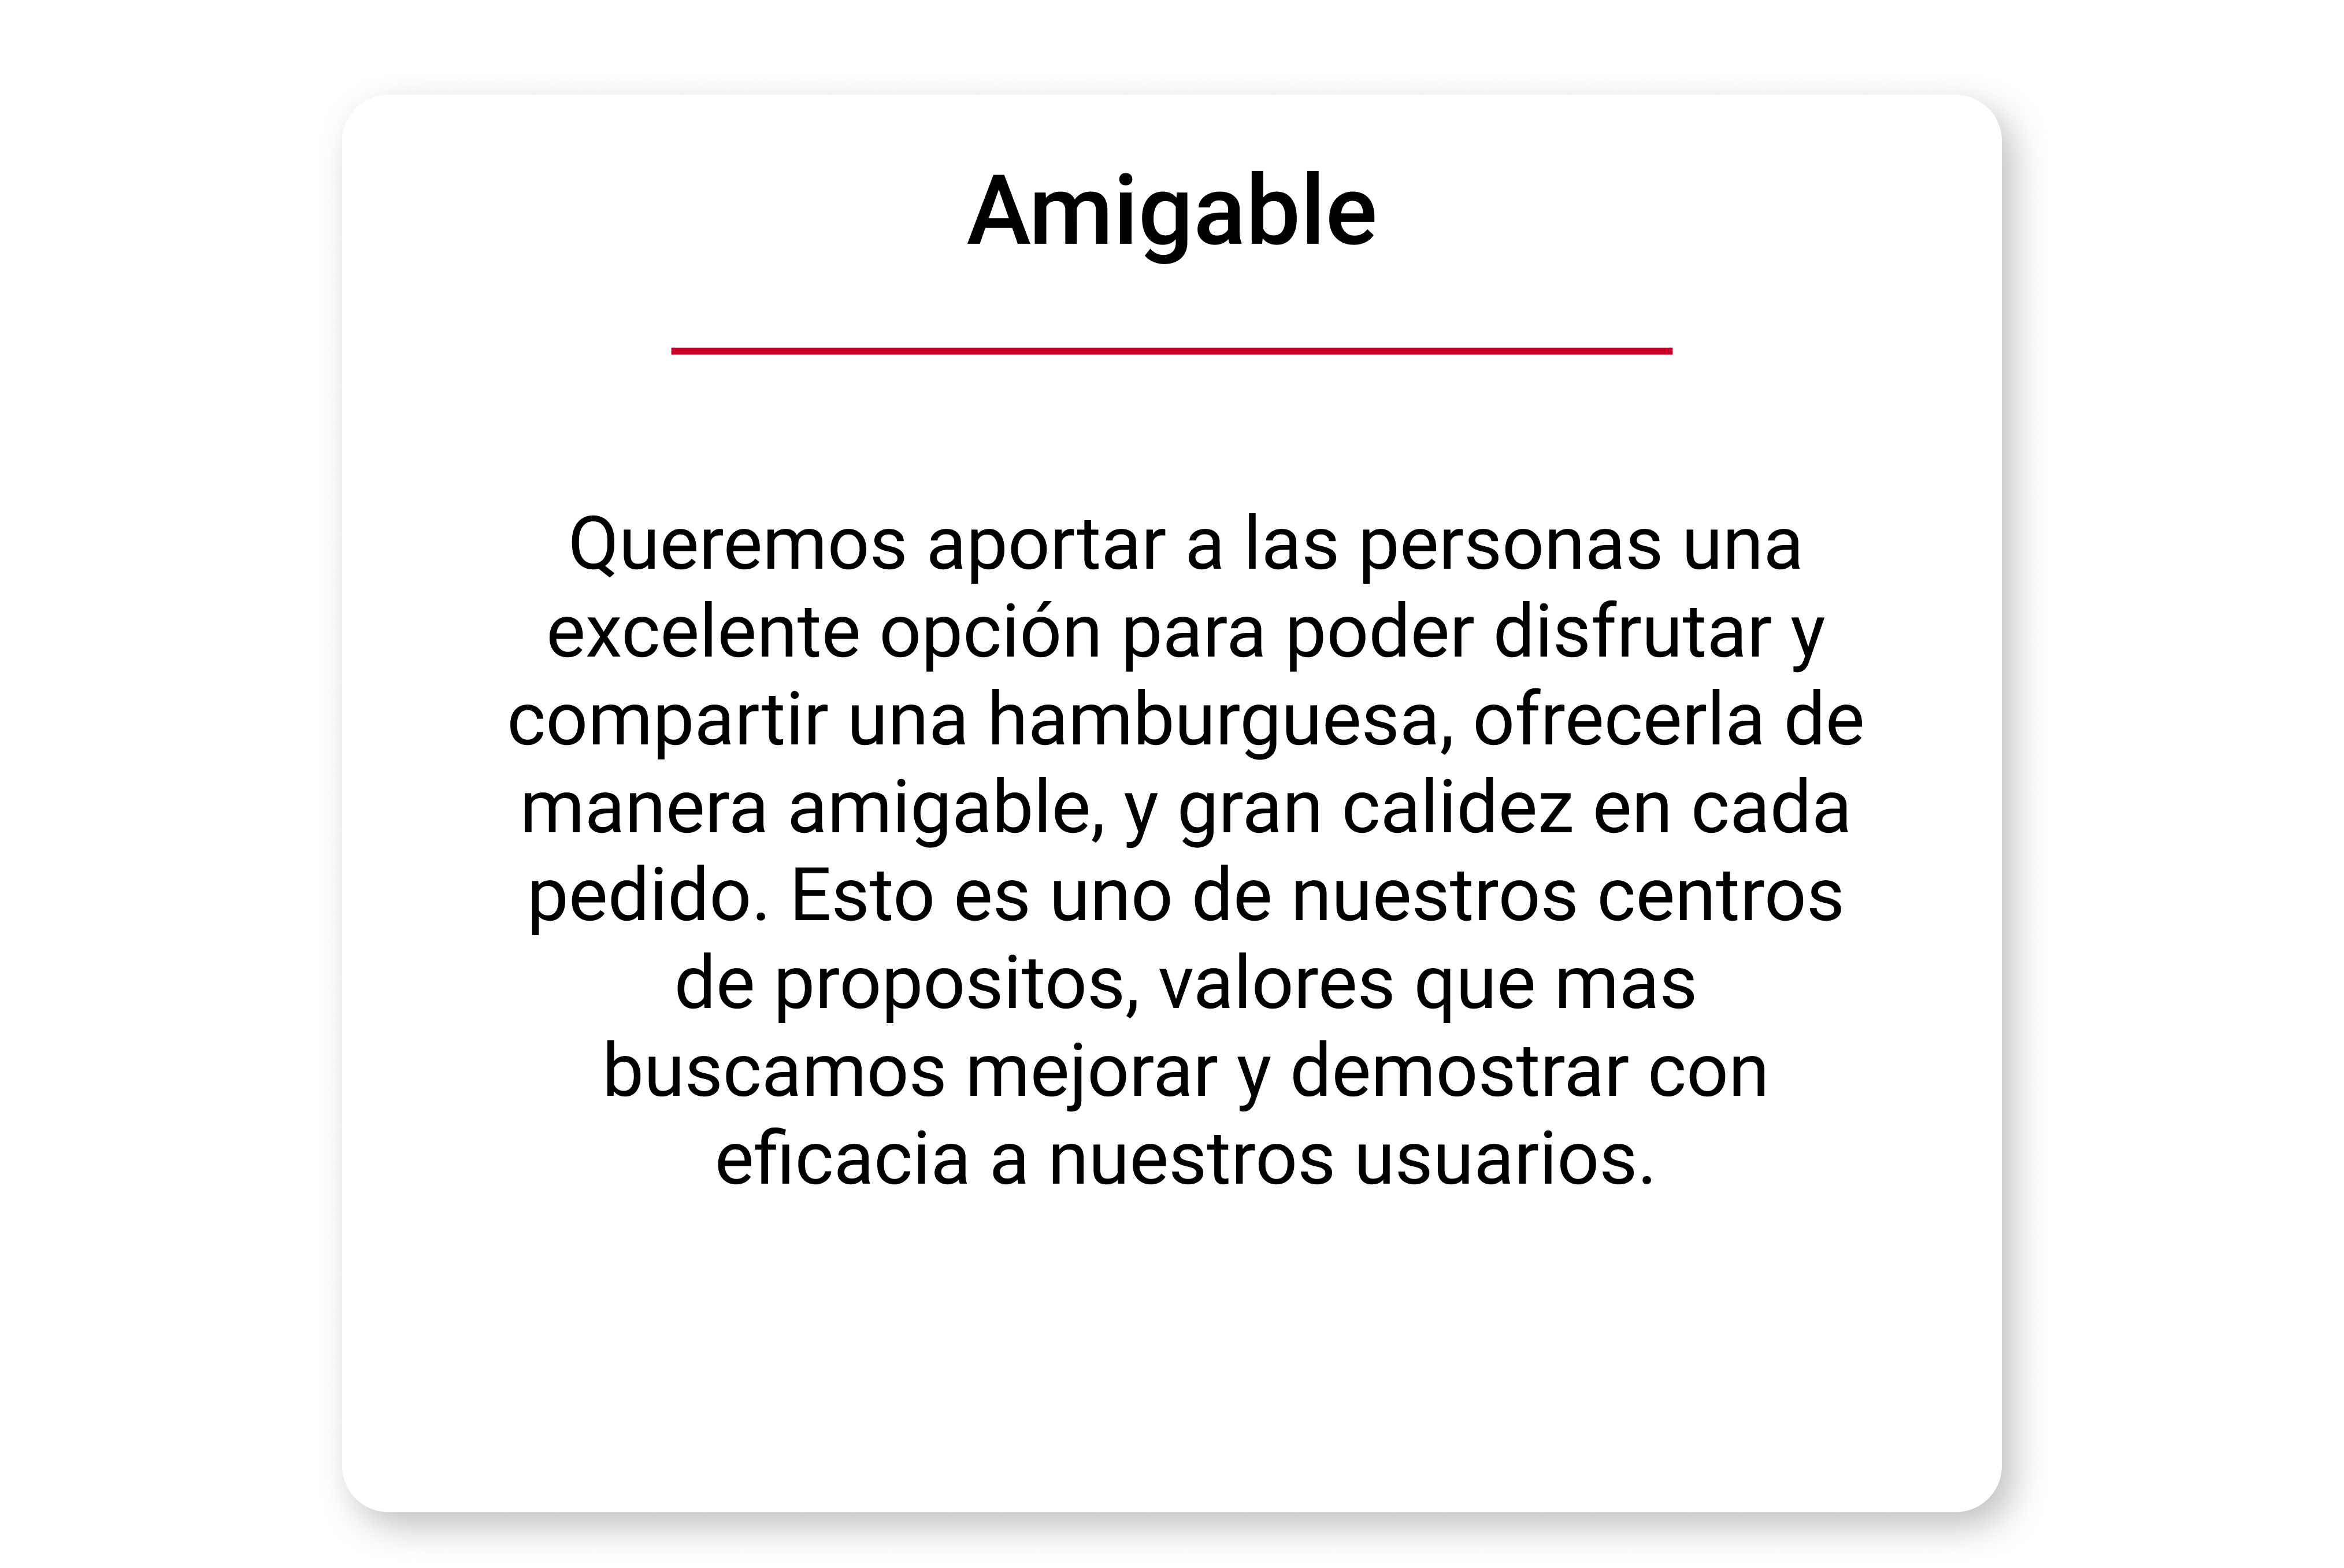 Amigable
Queremos aportar a las personas una
excelente opción para poder disfrutar y
compartir una hamburguesa, ofrecerla de
manera amigable, y gran calidez en cada
pedido. Esto es uno de nuestros centros
de propositos, valores que mas
buscamos mejorar y demostrar con
eficacia a nuestros usuarios.